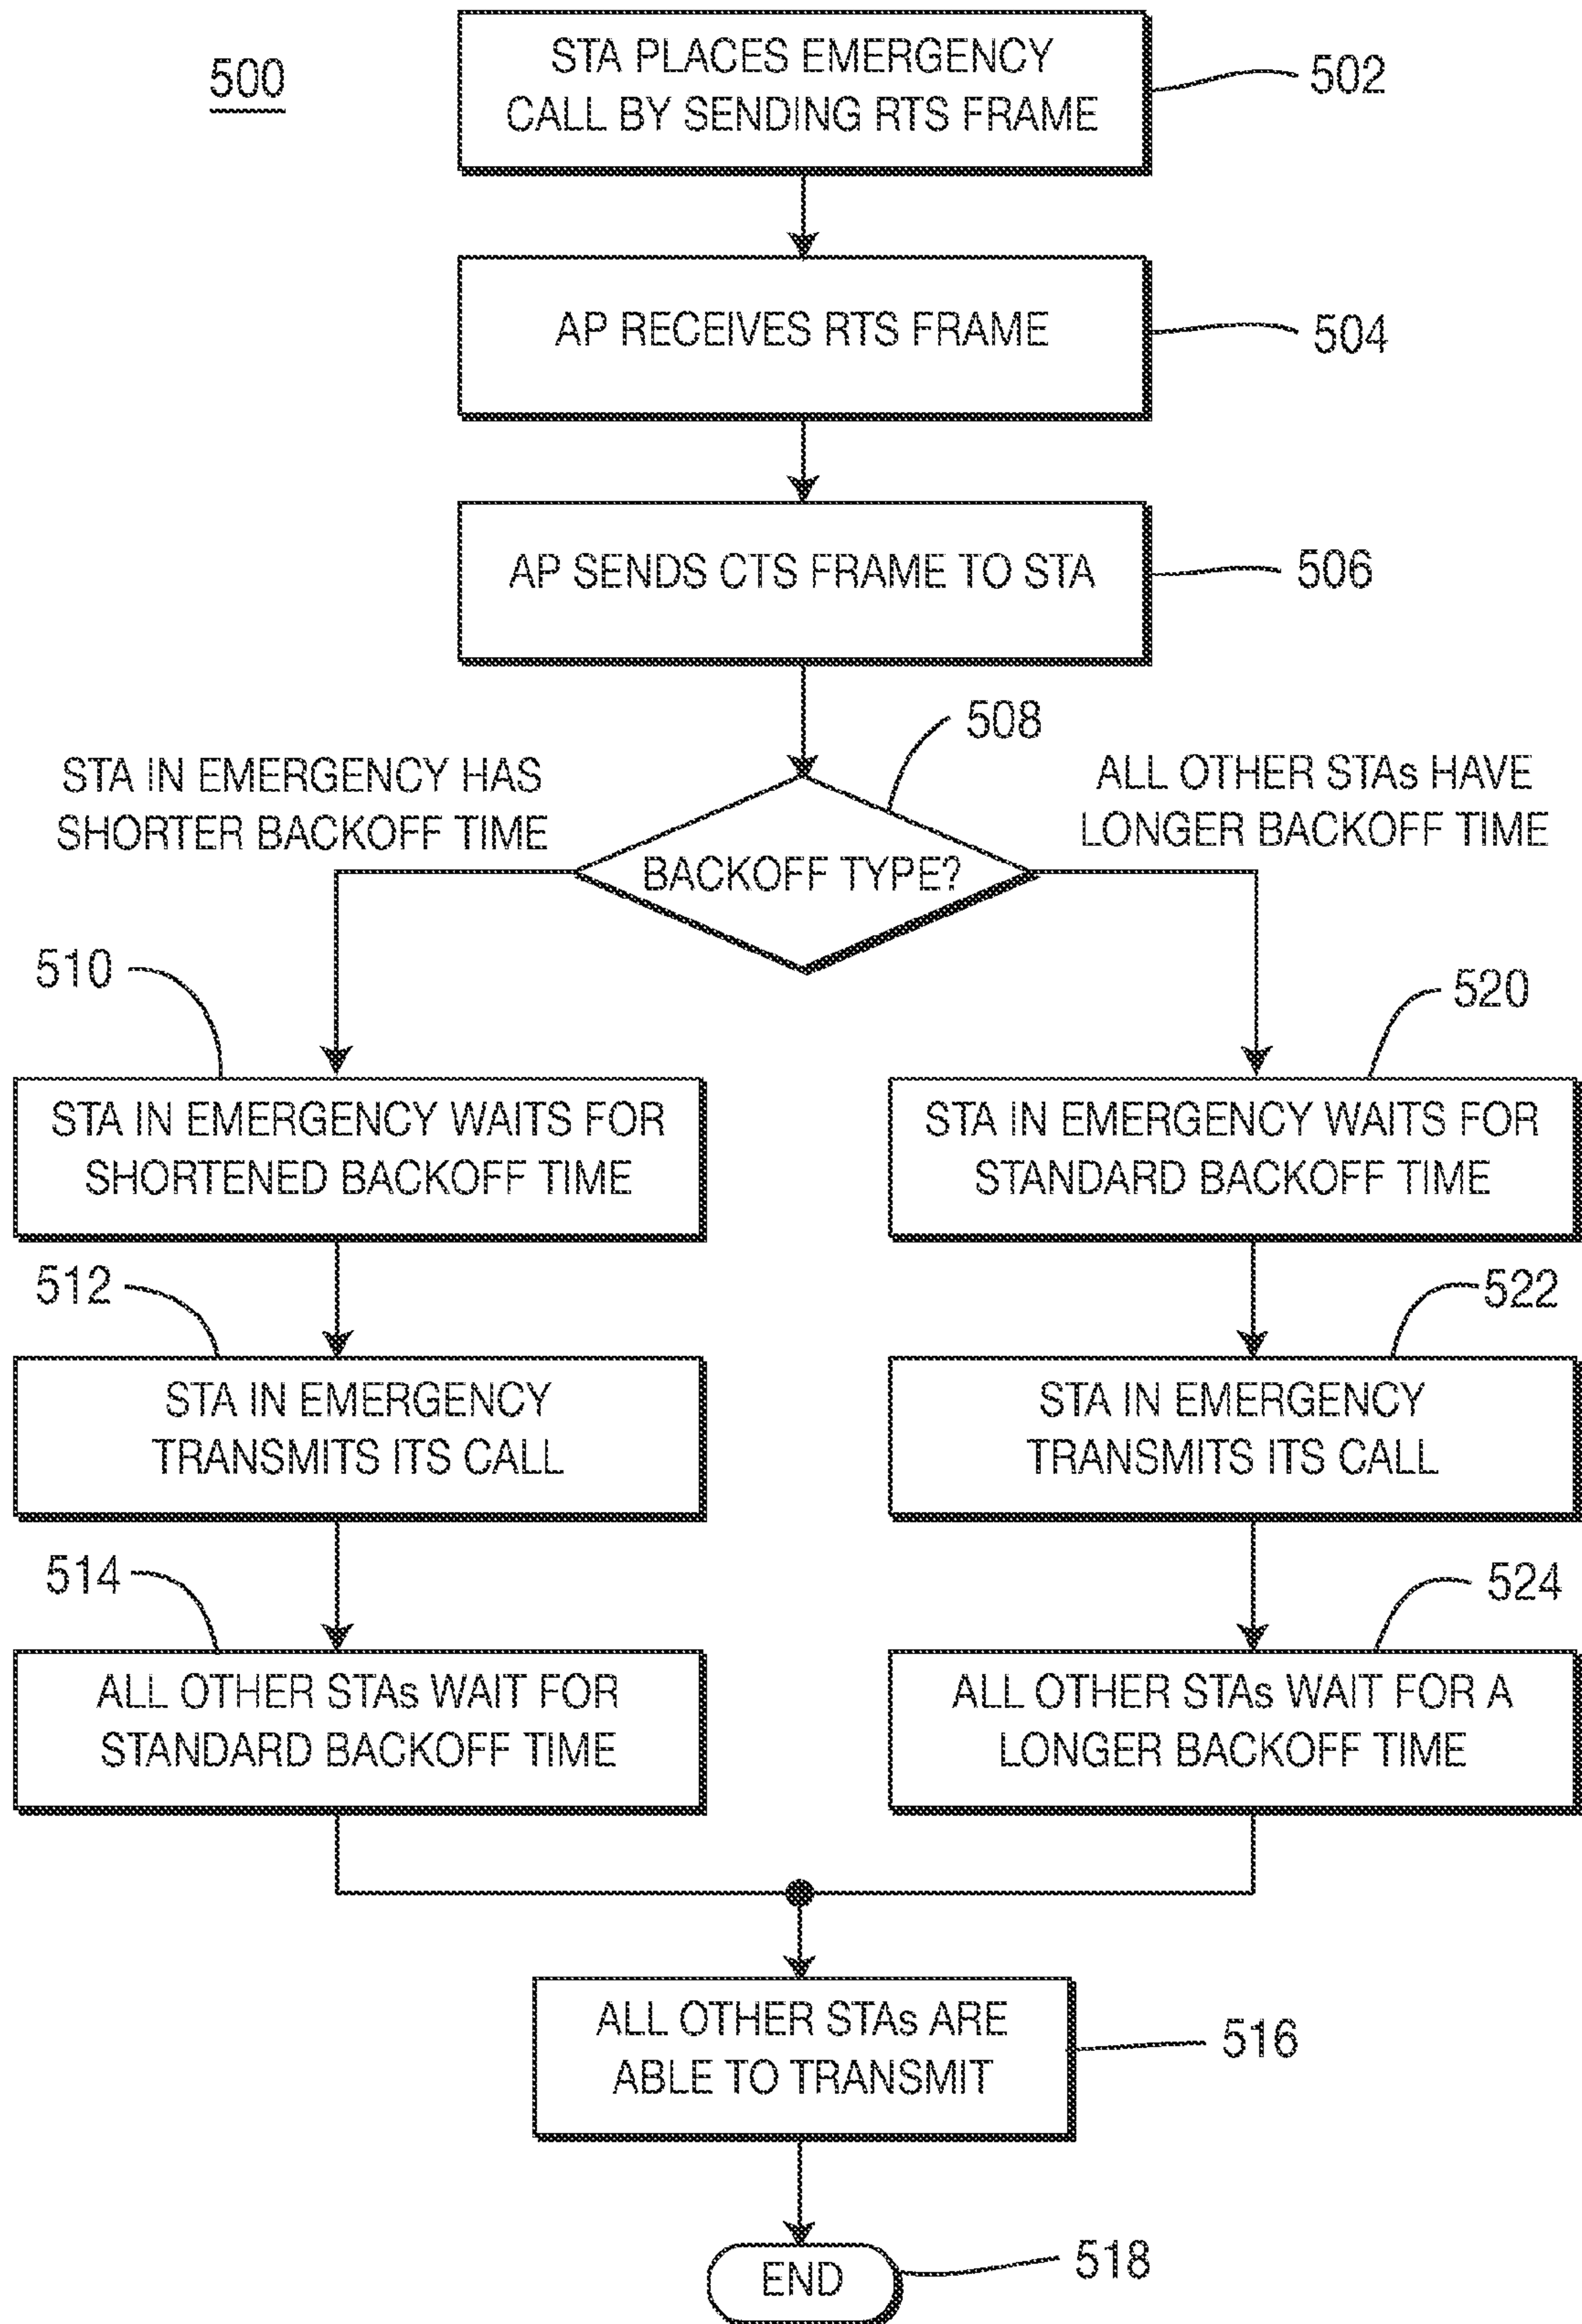 500
STA PLACES EMERGENCY
CALL BY SENDING RTS FRAME
502
AP RECEIVES RTS FRAME
504
AP SENDS CTS FRAME TO STA
506
508
STA IN EMERGENCY HAS
SHORTER BACKOFF TIME
ALL OTHER STAs HAVE
LONGER BACKOFF TIME
BACKOFF TYPE?
510
STA IN EMERGENCY WAITS FOR
SHORTENED BACKOFF TIME
520
STA IN EMERGENCY WAITS FOR
STANDARD BACKOFF TIME
512
STA IN EMERGENCY
TRANSMITS ITS CALL
522
STA IN EMERGENCY
TRANSMITS ITS CALL
514
ALL OTHER STAs WAIT FOR
STANDARD BACKOFF TIME
524
ALL OTHER STAs WAIT FOR A
LONGER BACKOFF TIME
ALL OTHER STAs ARE
ABLE TO TRANSMIT
516
END
518